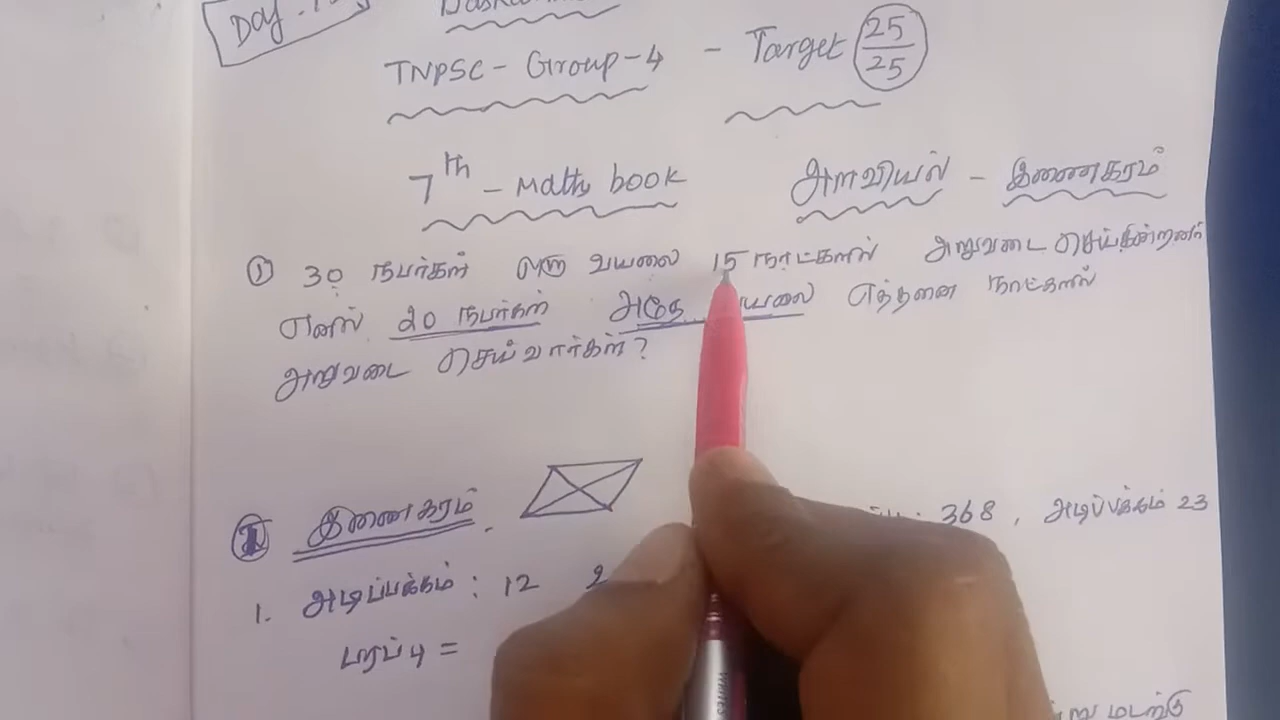 Day
TNPSC - Group-4 - Target 25/25
7th - Math book அளவியல் - இணைகரம்
① 30 நபர்கள் ஒரு வயலை 15 நாட்களில் அறுவடை செய்கின்றனர்
எனில் 20 நபர்கள் அதே வயலை எத்தனை நாட்களில்
அறுவடை செய்வார்கள்?
II இணைகரம்
368, அடிப்பக்கம் 23
1. அடிப்பக்கம் : 12
பரப்பு =
மடங்கு